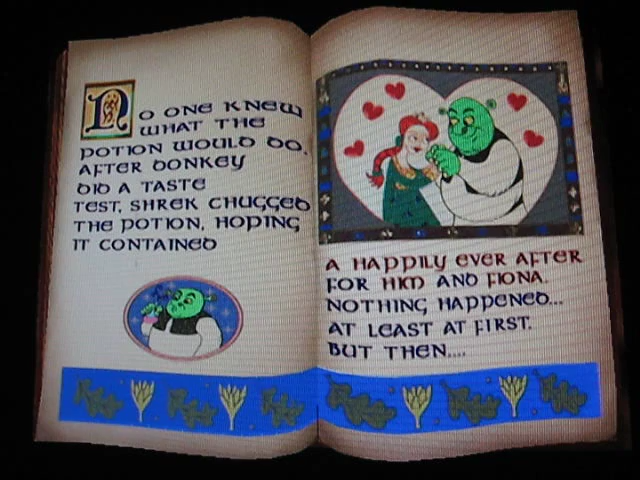 NO ONE KNEW
WHAT THE
POTION WOULD DO.
AFTER DONKEY
DID A TASTE
TEST, SHREK CHUGGED
THE POTION, HOPING
IT CONTAINED
A HAPPILY EVER AFTER
FOR HIM AND FIONA.
NOTHING HAPPENED...
AT LEAST AT FIRST.
BUT THEN....